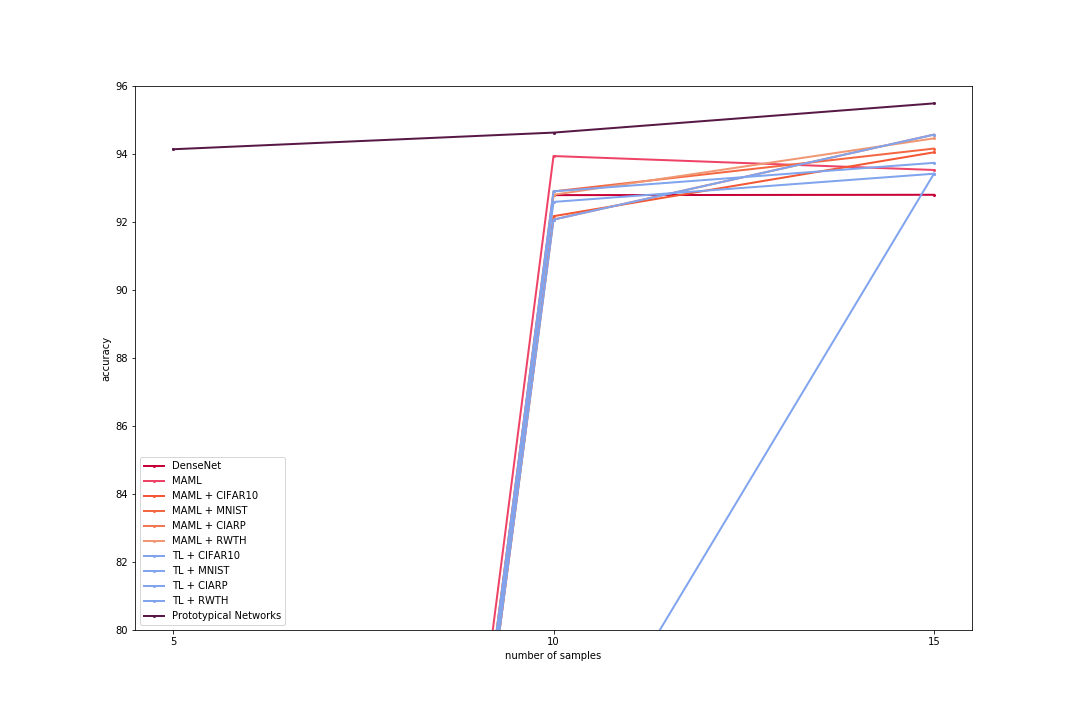 96
94
92
90
88
86
84
82
80
accuracy
DenseNet
MAML
MAML + CIFAR10
MAML + MNIST
MAML + CIARP
MAML + RWTH
TL + CIFAR10
TL + MNIST
TL + CIARP
TL + RWTH
Prototypical Networks
5
10
15
number of samples